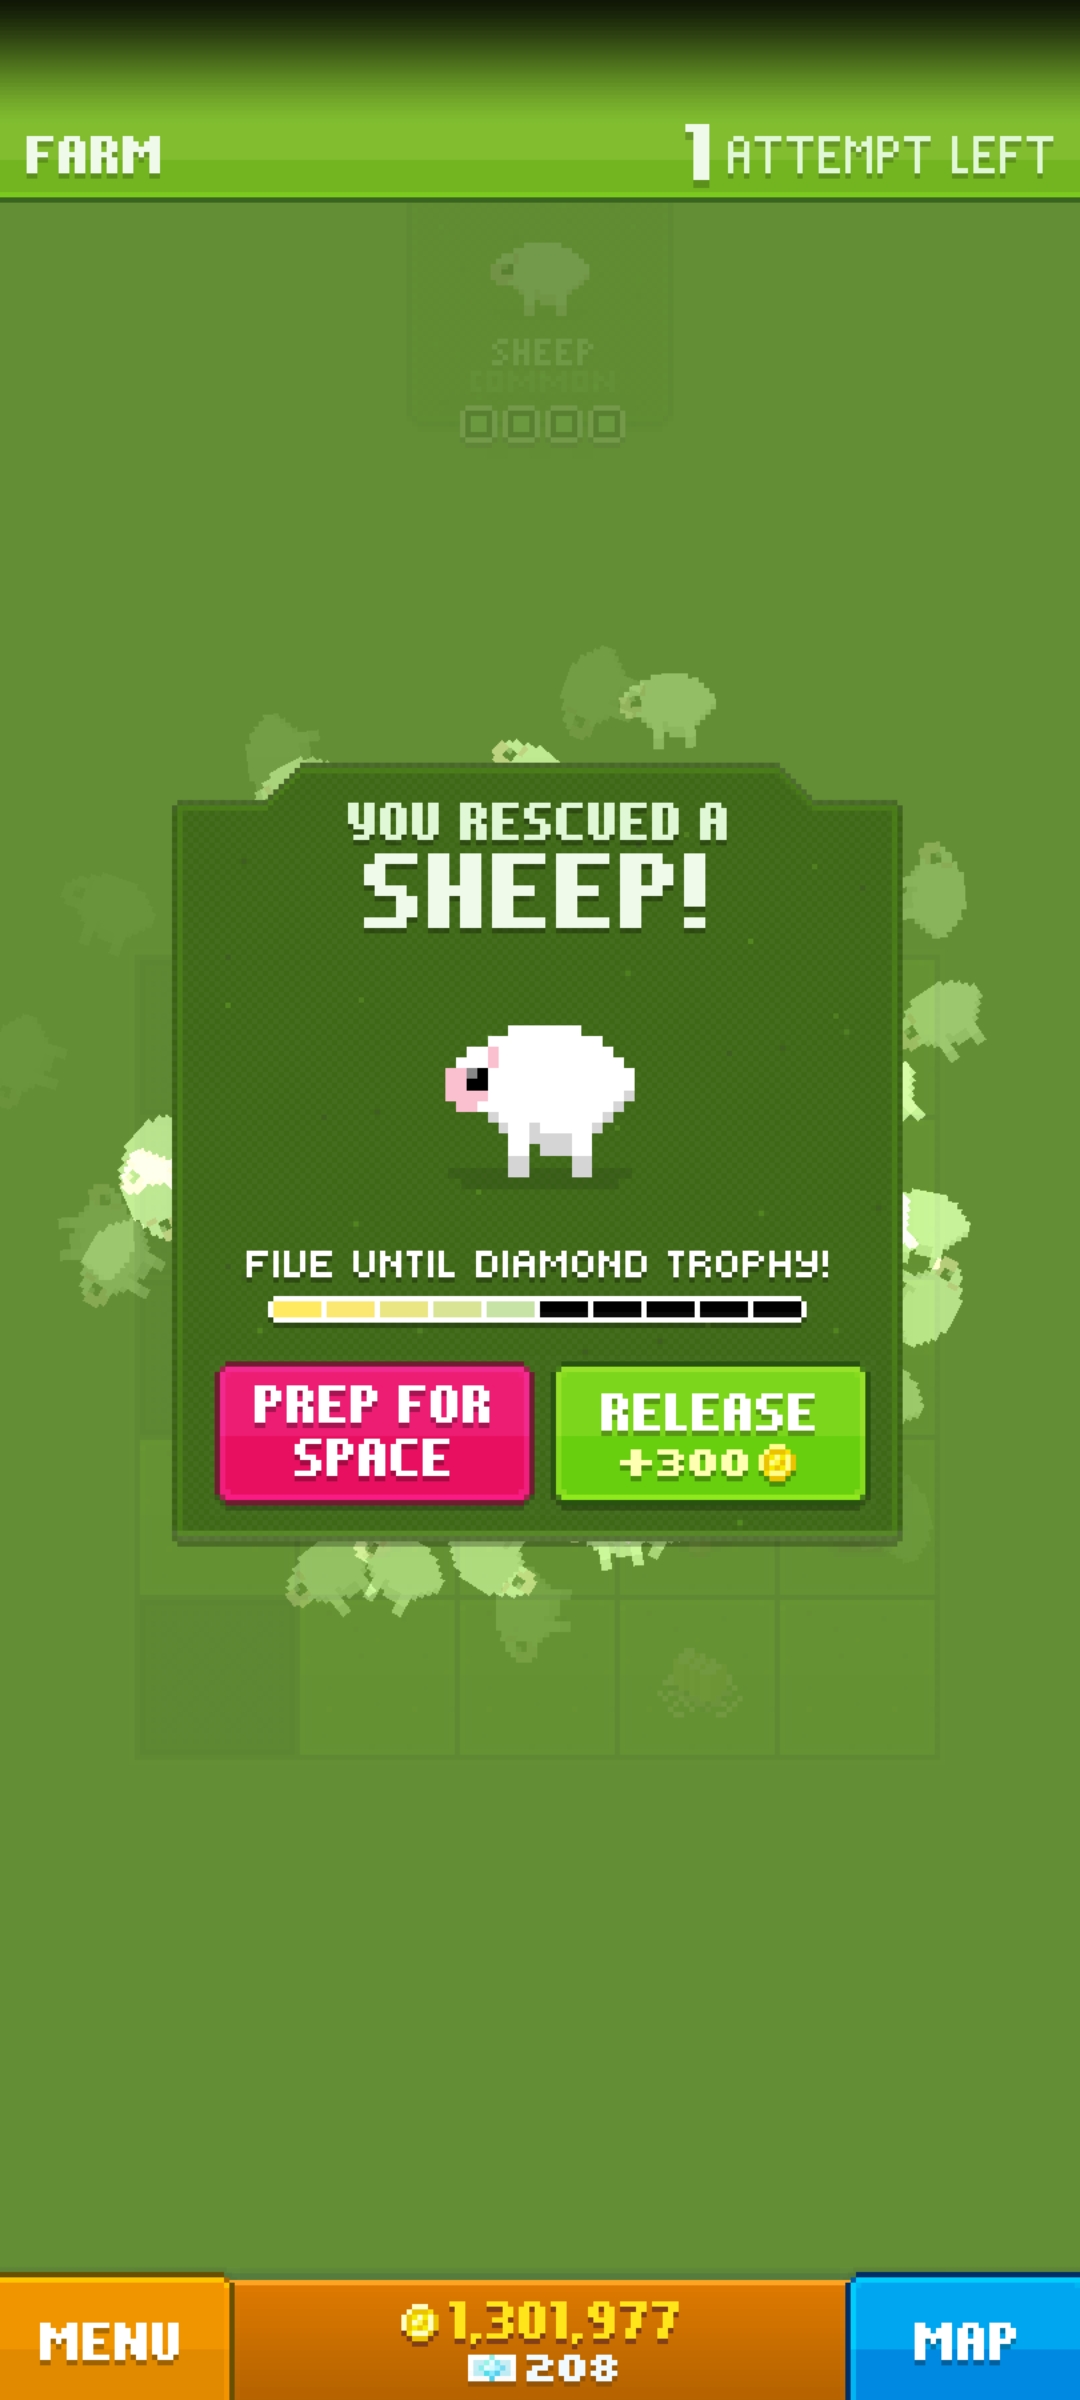 FARM
1 ATTEMPT LEFT
SHEEP
COMMON
YOU RESCUED A
SHEEP!
FIVE UNTIL DIAMOND TROPHY!
PREP FOR
SPACE
RELEASE
+300
MENU
1,301,977
208
MAP